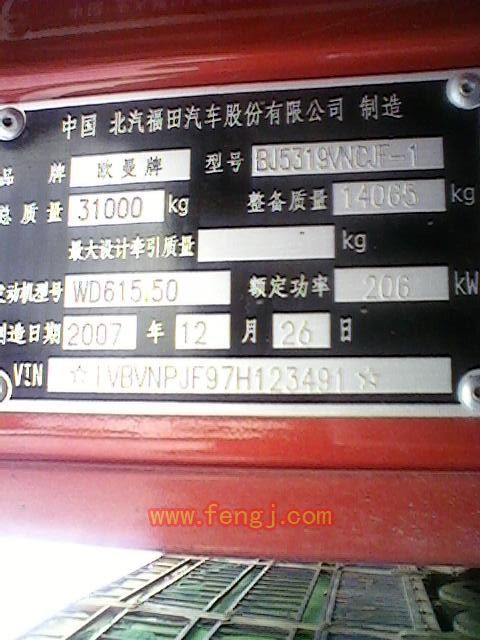 中国 北汽福田汽车股份有限公司 制造
品牌 欧曼牌 型号 BJ5319VNCJF-1
总质量 31000 kg 整备质量 14065 kg
最大设计牵引质量 kg
发动机型号 WD615.50 额定功率 206 kW
制造日期 2007 年 12 月 26 日
VIN ☆LVBVNPJF97H123491☆
www.fengj.com